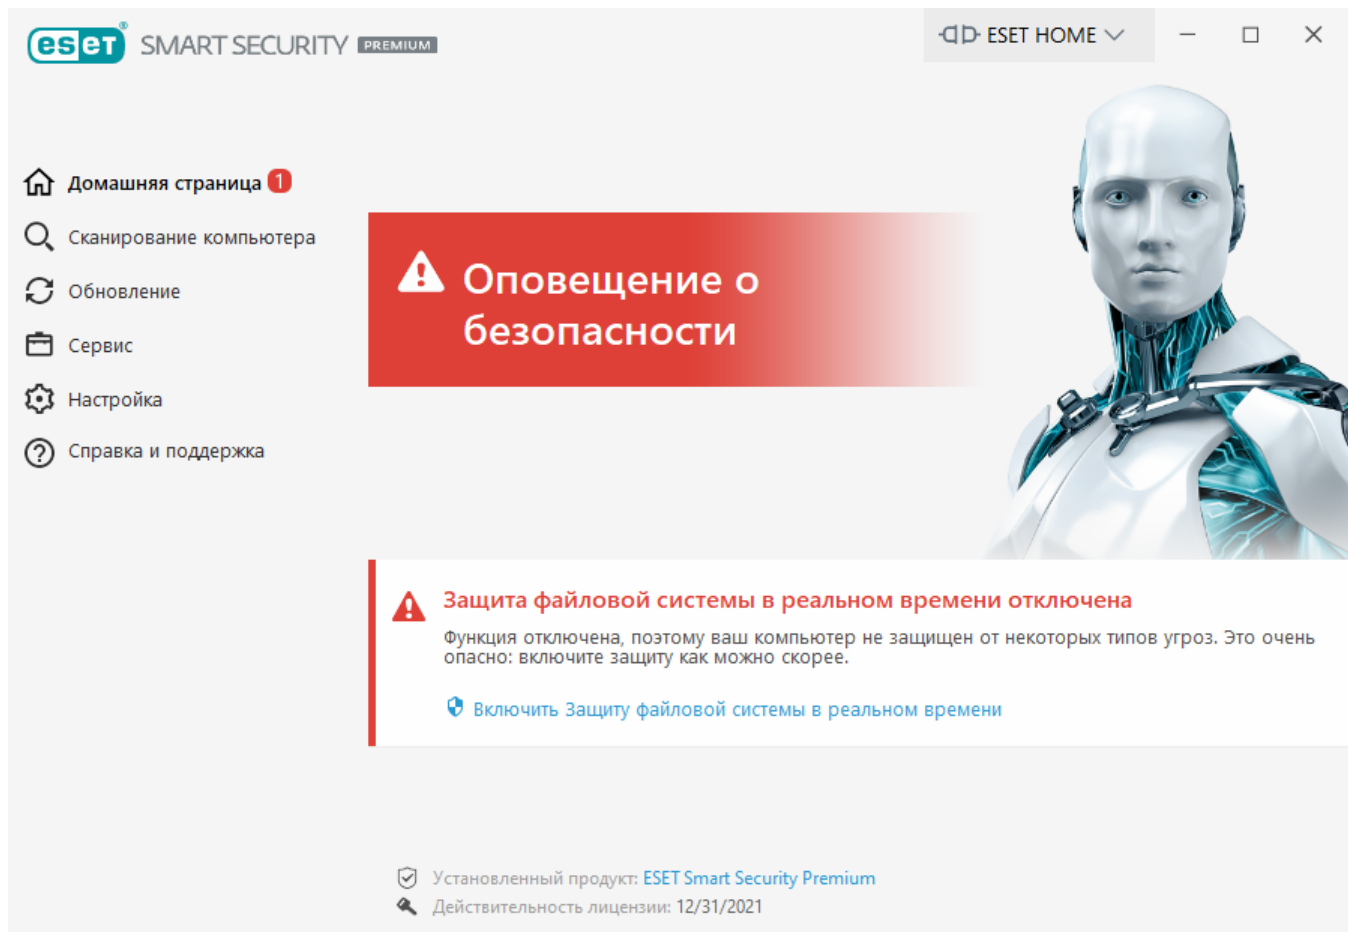 eset® SMART SECURITY PREMIUM
ESET HOME
Домашняя страница 1
Сканирование компьютера
Обновление
Сервис
Настройка
Справка и поддержка
Оповещение о
безопасности
Защита файловой системы в реальном времени отключена
Функция отключена, поэтому ваш компьютер не защищен от некоторых типов угроз. Это очень
опасно: включите защиту как можно скорее.
Включить Защиту файловой системы в реальном времени
Установленный продукт: ESET Smart Security Premium
Действительность лицензии: 12/31/2021